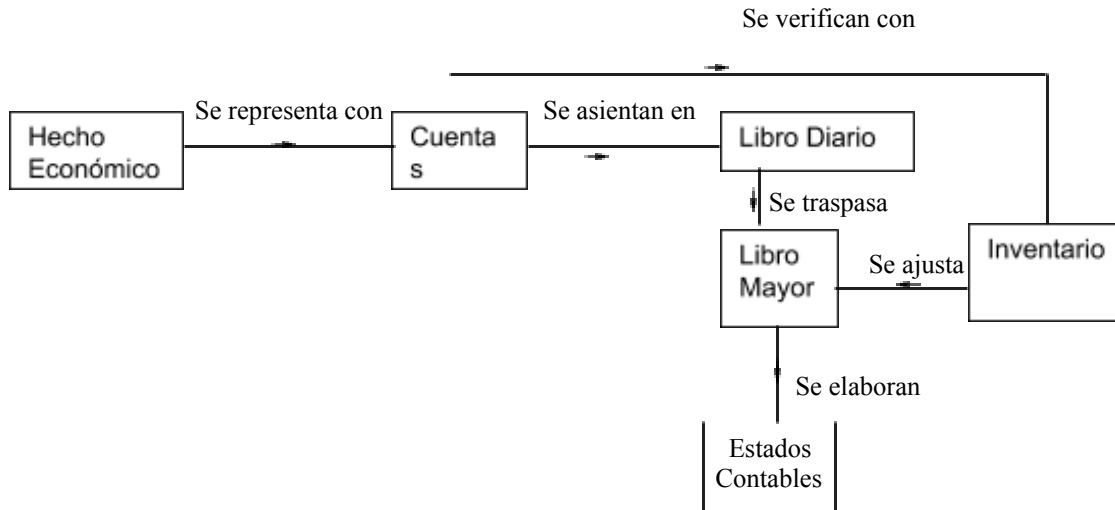 Se verifican con
Se representa con
Se asientan en
Hecho
Económico
Cuenta
s
Libro Diario
Se traspasa
Libro
Mayor
Se ajusta
Inventario
Se elaboran
Estados
Contables